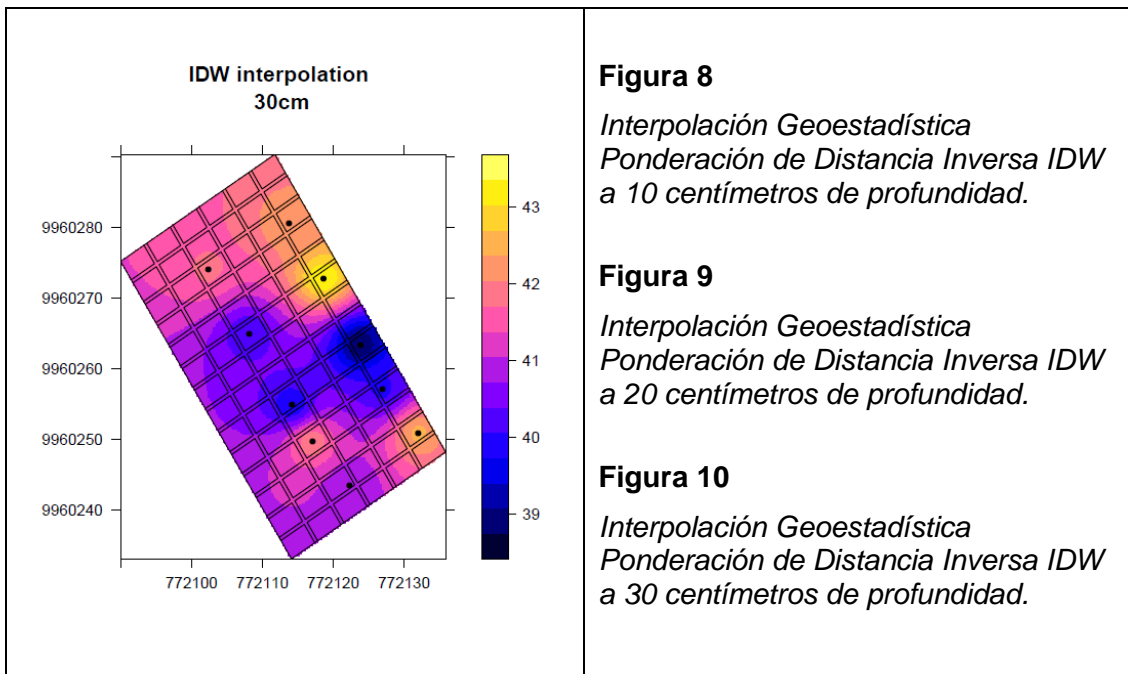 IDW interpolation
30cm
9960280
9960270
9960260
9960250
9960240
772100 772110 772120 772130
43
42
41
40
39
Figura 8
Interpolación Geoestadística
Ponderación de Distancia Inversa IDW
a 10 centímetros de profundidad.
Figura 9
Interpolación Geoestadística
Ponderación de Distancia Inversa IDW
a 20 centímetros de profundidad.
Figura 10
Interpolación Geoestadística
Ponderación de Distancia Inversa IDW
a 30 centímetros de profundidad.